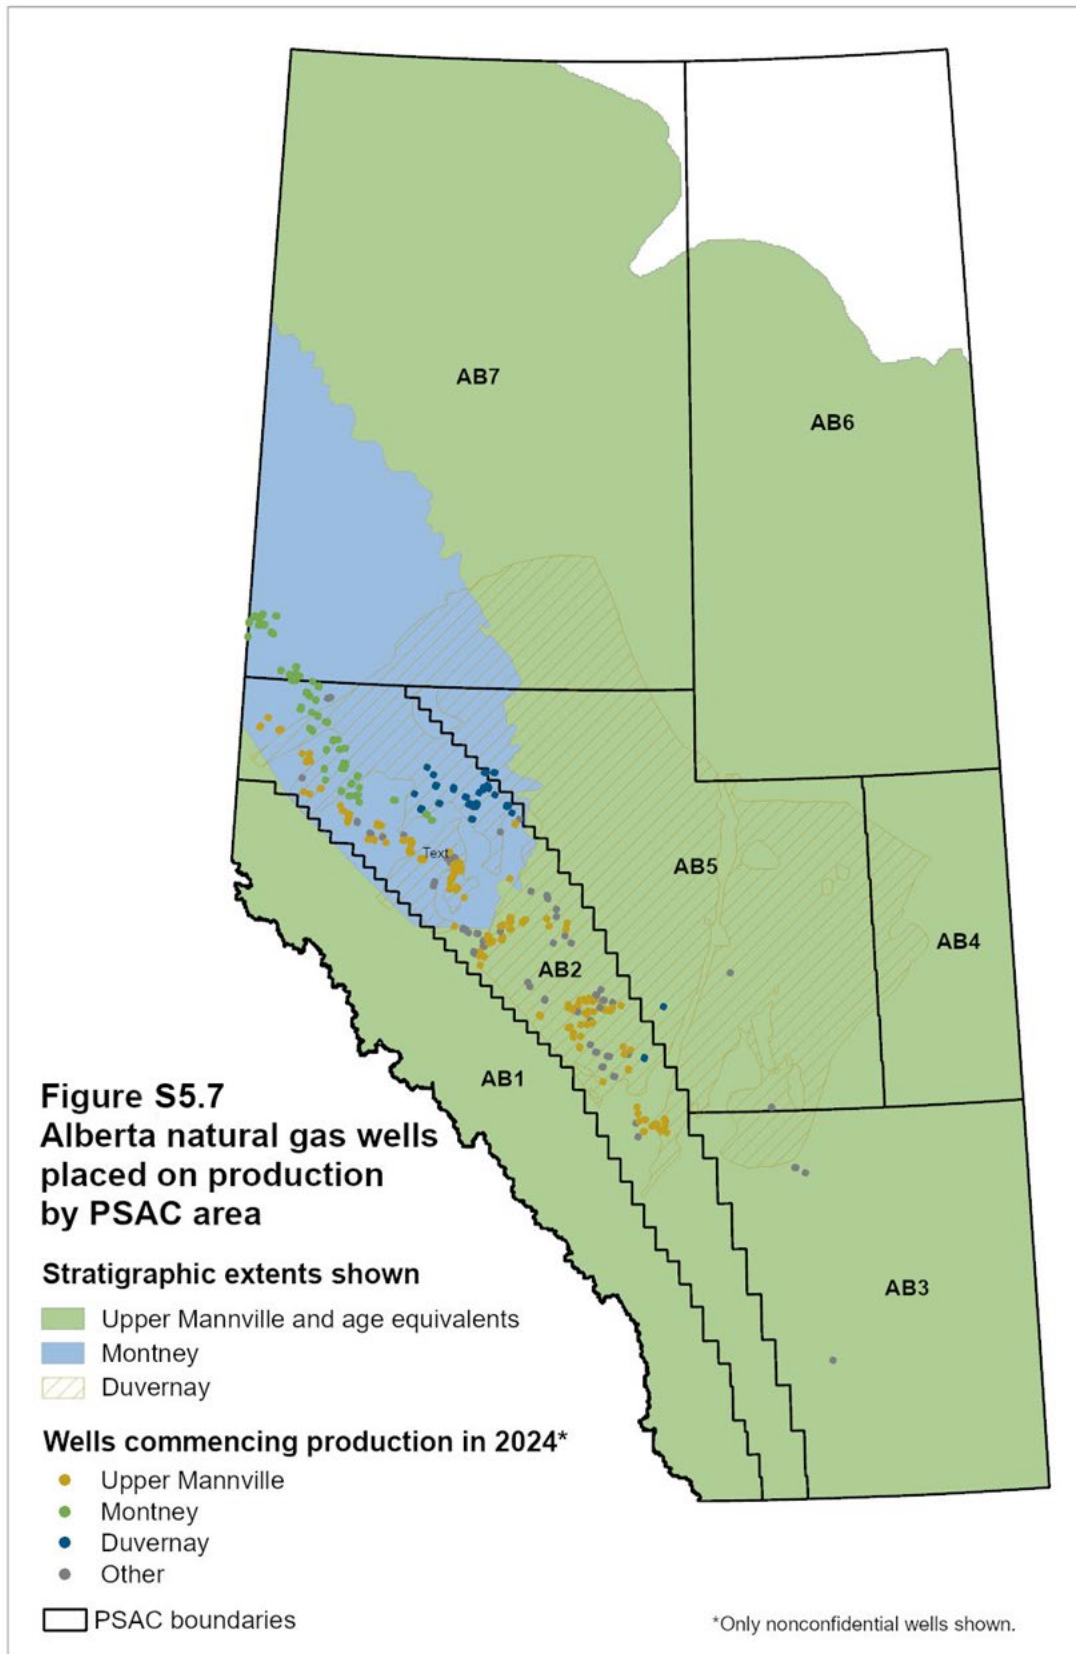 AB7
AB6
AB5
Text
AB4
AB2
AB1
AB3
Figure S5.7
Alberta natural gas wells
placed on production
by PSAC area
Stratigraphic extents shown
Upper Mannville and age equivalents
Montney
Duvernay
Wells commencing production in 2024*
Upper Mannville
Montney
Duvernay
Other
PSAC boundaries
*Only nonconfidential wells shown.